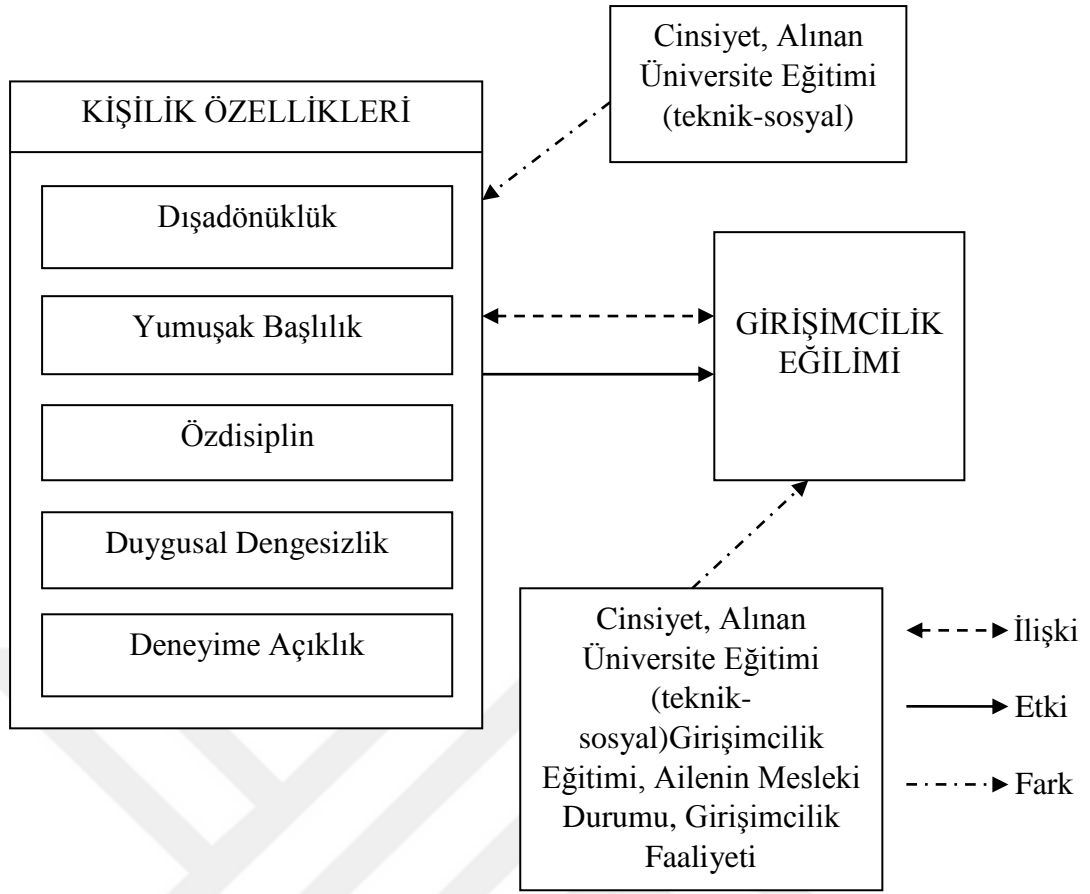 Cinsiyet, Alınan
Üniversite Eğitimi
(teknik-sosyal)
KİŞİLİK ÖZELLİKLERİ
Dışadönüklük
Yumuşak Başlılık
Özdisiplin
Duygusal Dengesizlik
Deneyime Açıklık
GİRİŞİMCİLİK
EĞİLİMİ
Cinsiyet, Alınan
Üniversite Eğitimi
(teknik-
sosyal)Girişimcilik
Eğitimi, Ailenin Mesleki
Durumu, Girişimcilik
Faaliyeti
İlişki
Etki
Fark